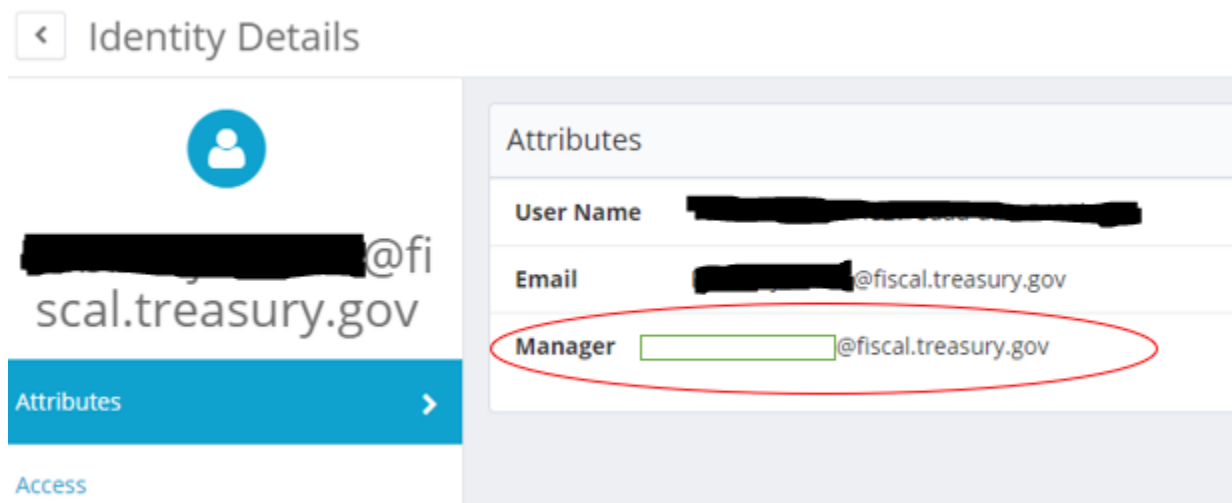 Identity Details
@fi
scal.treasury.gov
Attributes
Access
Attributes
User Name
Email @fiscal.treasury.gov
Manager @fiscal.treasury.gov